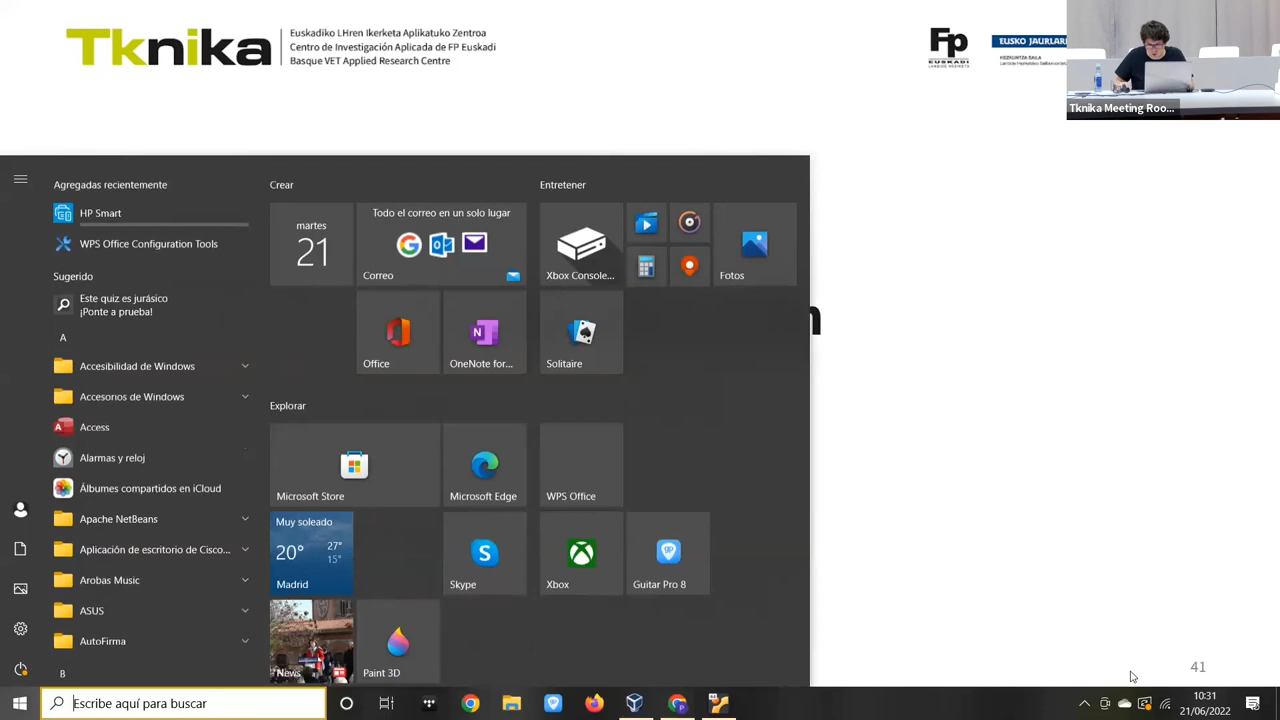 Tknika
Euskadiko LHren Ikerketa Aplikatuko Zentroa
Centro de Investigación Aplicada de FP Euskadi
Basque VET Applied Research Centre
Fp
EUSKADI
EUSKO JAURLAR
HEZKUNTZA SAILA
Tknika Meeting Roo...
Agregadas recientemente
HP Smart
WPS Office Configuration Tools
Sugerido
Este quiz es jurásico
¡Ponte a prueba!
A
Accesibilidad de Windows
Accesorios de Windows
Access
Alarmas y reloj
Álbumes compartidos en iCloud
Apache NetBeans
Aplicación de escritorio de Cisco...
Arobas Music
ASUS
AutoFirma
B
Crear
martes
21
Todo el correo en un solo lugar
Correo
Office
OneNote for...
Entretener
Xbox Console...
Fotos
Solitaire
Explorar
Microsoft Store
Microsoft Edge
WPS Office
Muy soleado
20°
27°
15°
Madrid
Skype
Xbox
Guitar Pro 8
News
Paint 3D
41
Escribe aquí para buscar
10:31
21/06/2022